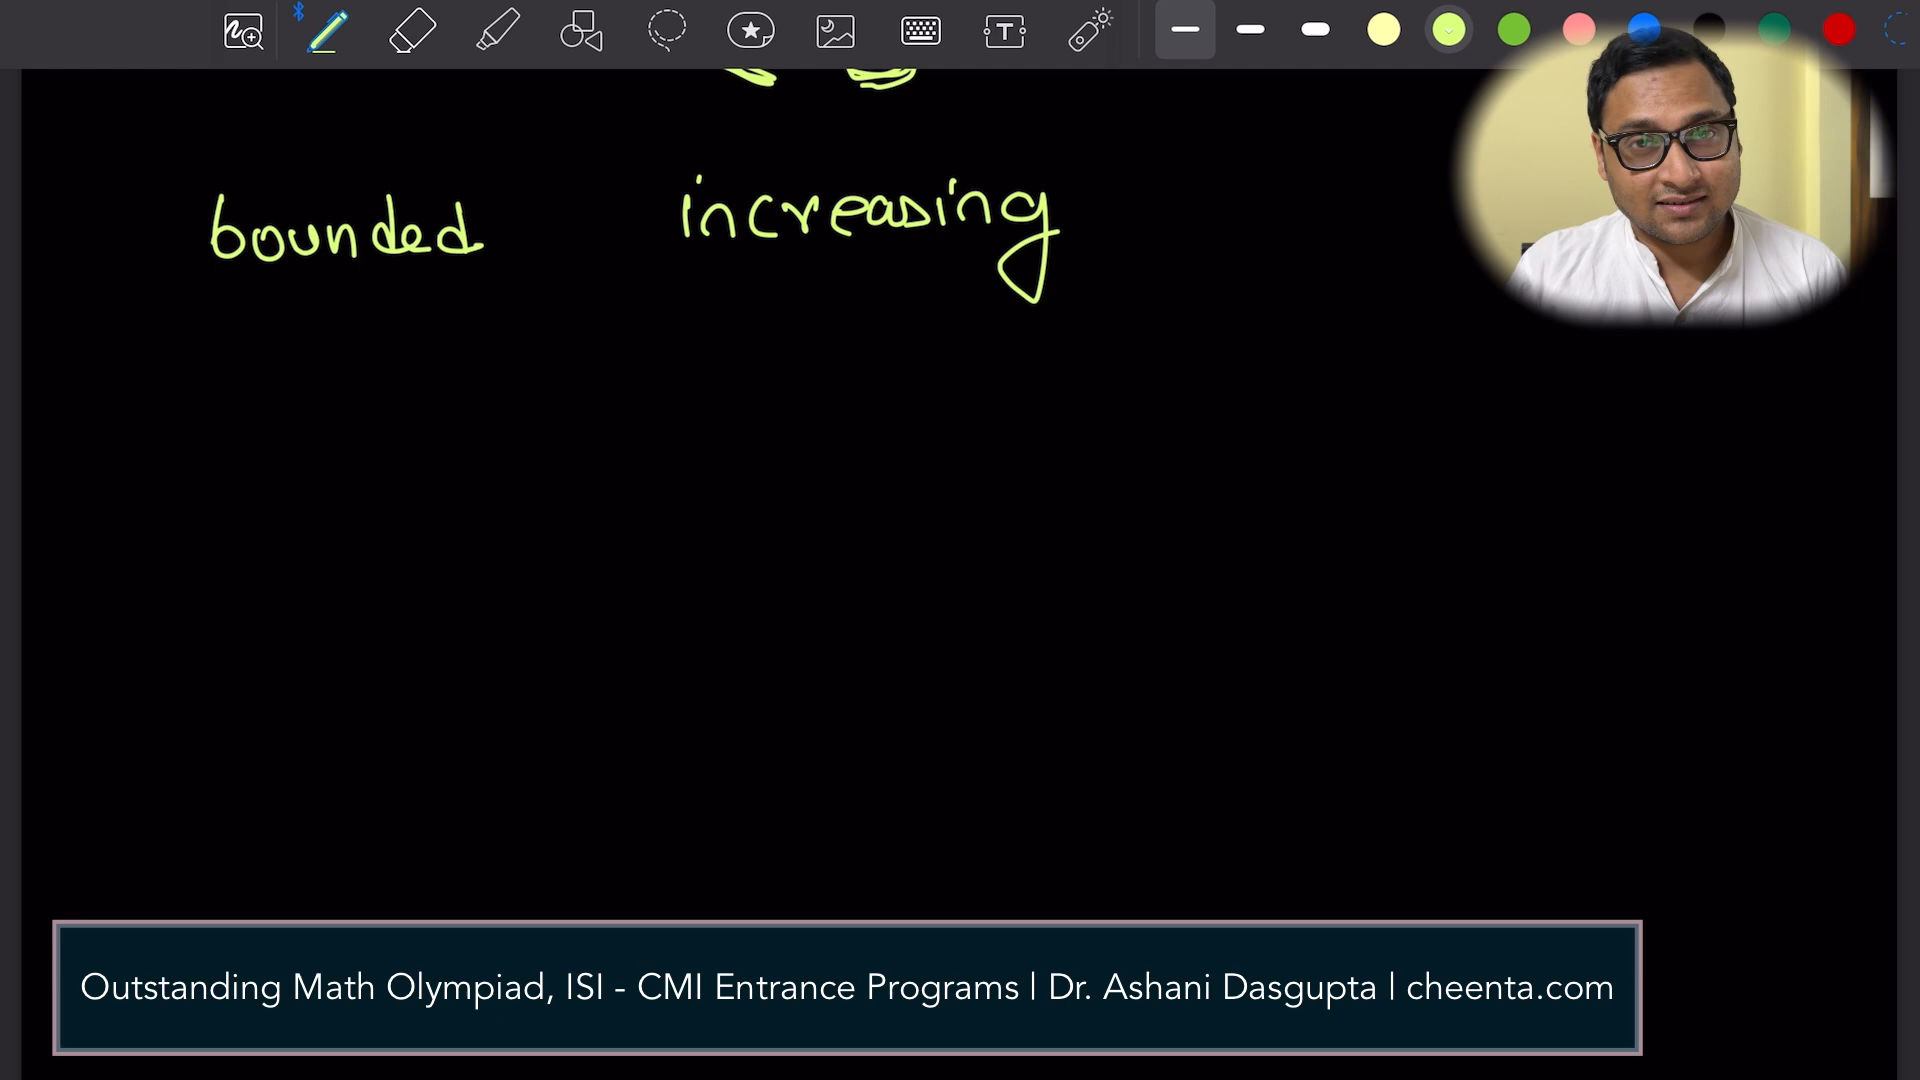 bounded increasing
Outstanding Math Olympiad, ISI - CMI Entrance Programs | Dr. Ashani Dasgupta | cheenta.com